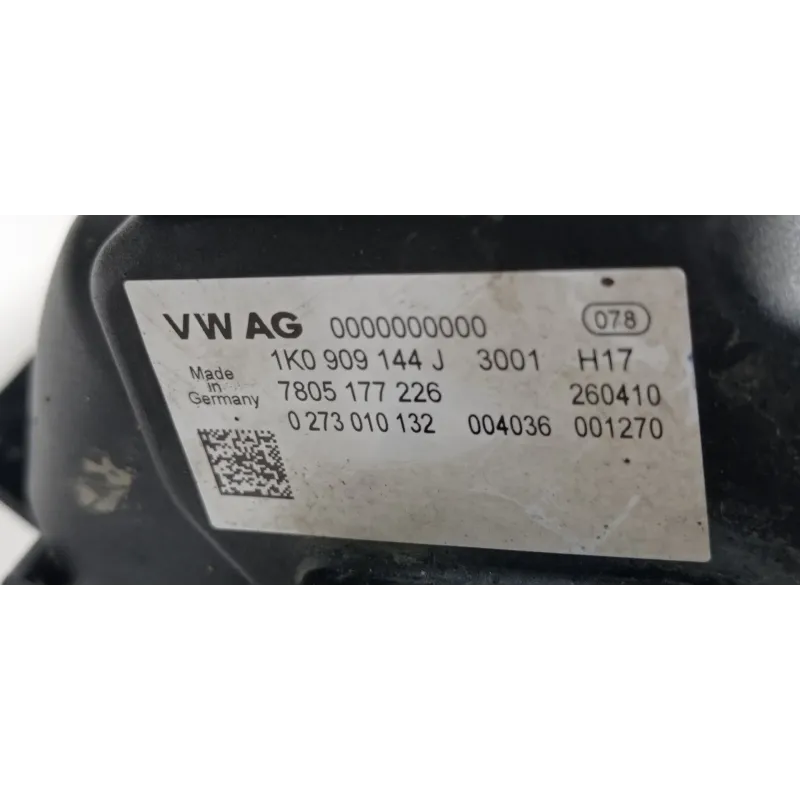 VW AG 0000000000 078
1K0 909 144 J 3001 H17
Made in Germany
7805 177 226 260410
0 273 010 132 004036 001270